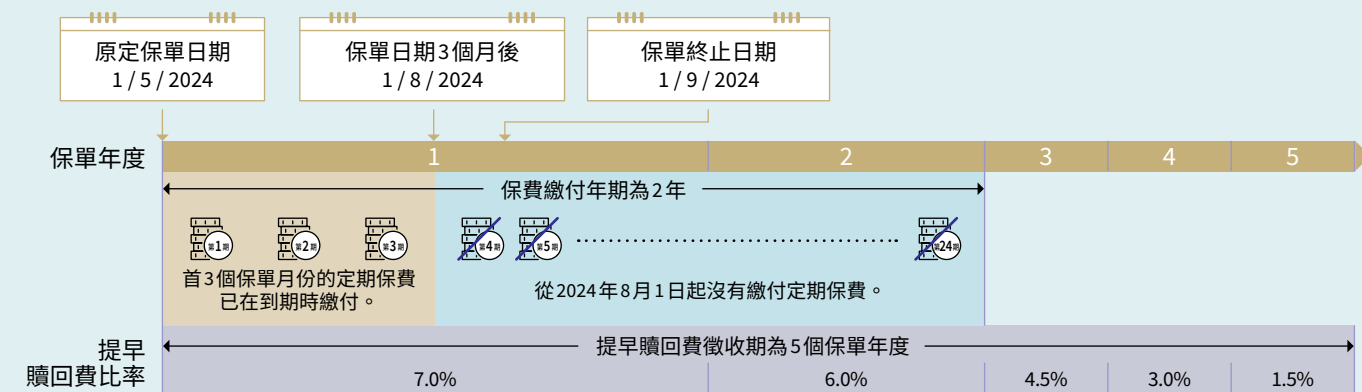 原定保單日期
1 / 5 / 2024
保單日期3個月後
1 / 8 / 2024
保單終止日期
1 / 9 / 2024
保單年度
1
2
3
4
5
保費繳付年期為2年
第1期
第2期
第3期
第4期
第5期
第24期
首3個保單月份的定期保費
已在到期時繳付。
從2024年8月1日起沒有繳付定期保費。
提早
贖回費比率
提早贖回費徵收期為5個保單年度
7.0%
6.0%
4.5%
3.0%
1.5%